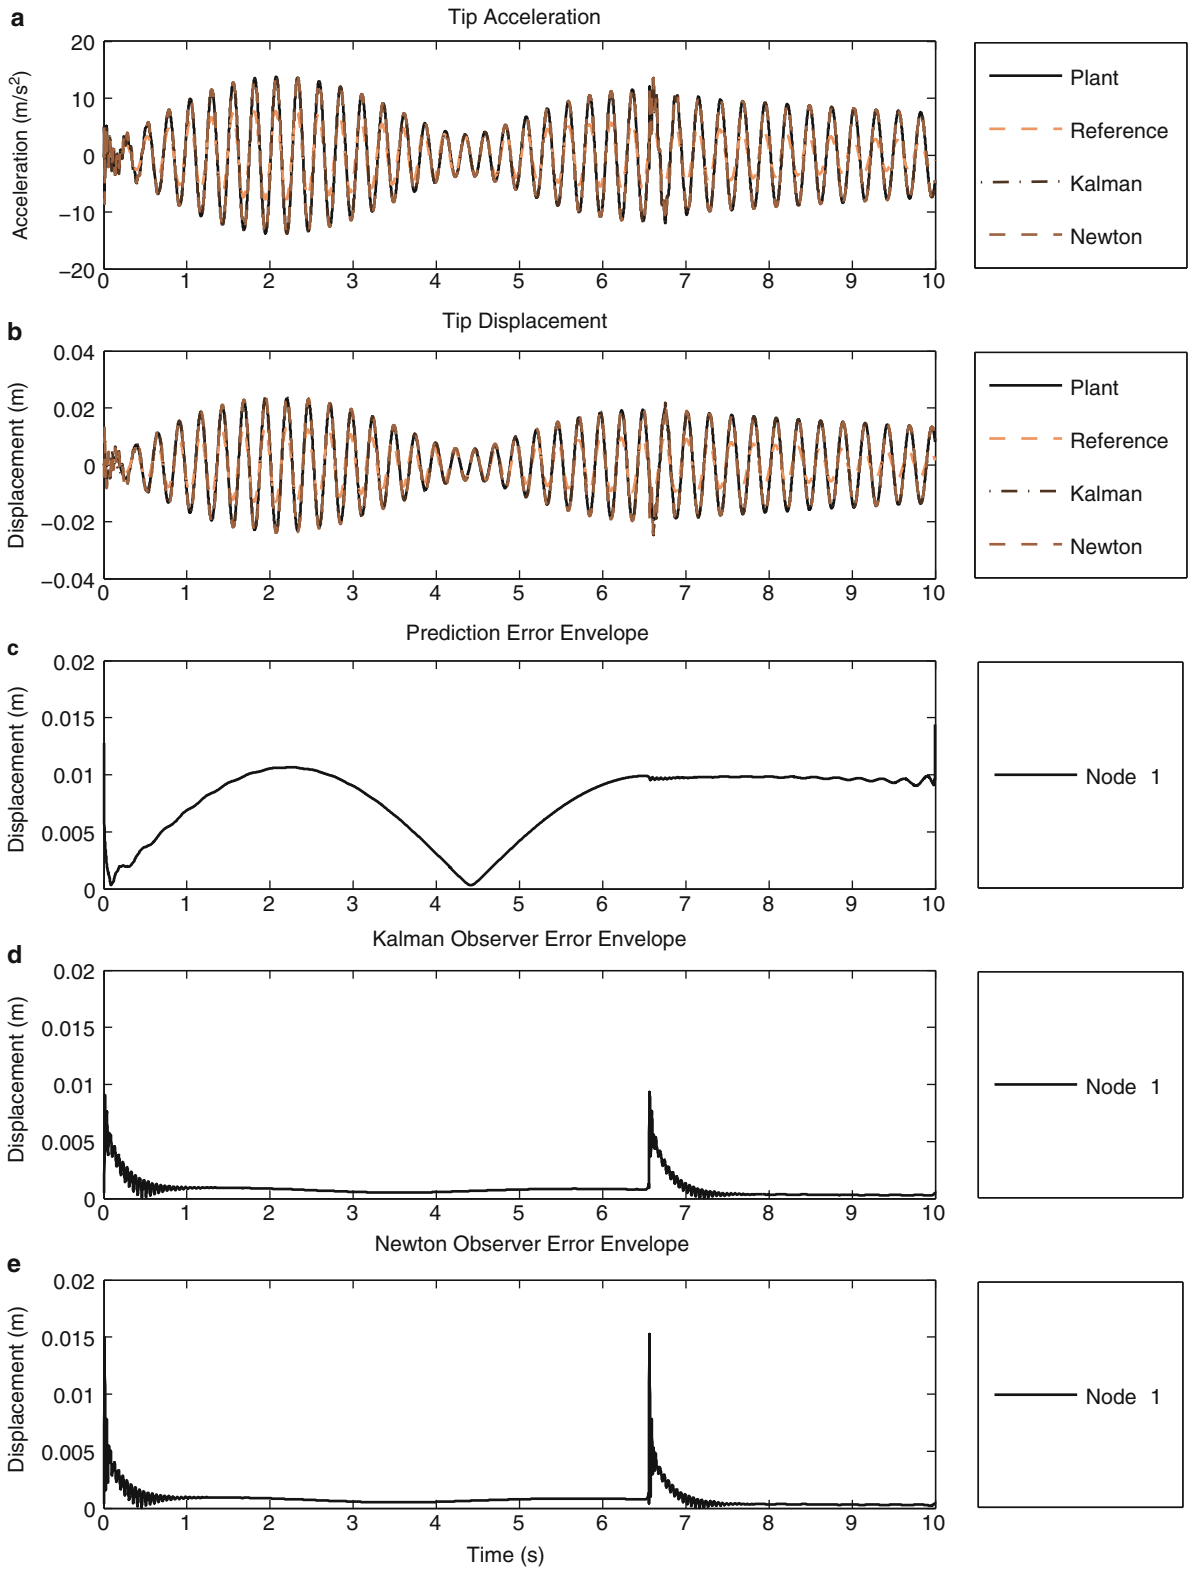 a
Tip Acceleration
Acceleration (m/s²)
20
10
0
−10
−20
0 1 2 3 4 5 6 7 8 9 10
Plant
Reference
Kalman
Newton
b
Tip Displacement
Displacement (m)
0.04
0.02
0
−0.02
−0.04
0 1 2 3 4 5 6 7 8 9 10
Plant
Reference
Kalman
Newton
c
Prediction Error Envelope
Displacement (m)
0.02
0.015
0.01
0.005
0
0 1 2 3 4 5 6 7 8 9 10
Node 1
d
Kalman Observer Error Envelope
Displacement (m)
0.02
0.015
0.01
0.005
0
0 1 2 3 4 5 6 7 8 9 10
Node 1
e
Newton Observer Error Envelope
Displacement (m)
0.02
0.015
0.01
0.005
0
0 1 2 3 4 5 6 7 8 9 10
Node 1
Time (s)